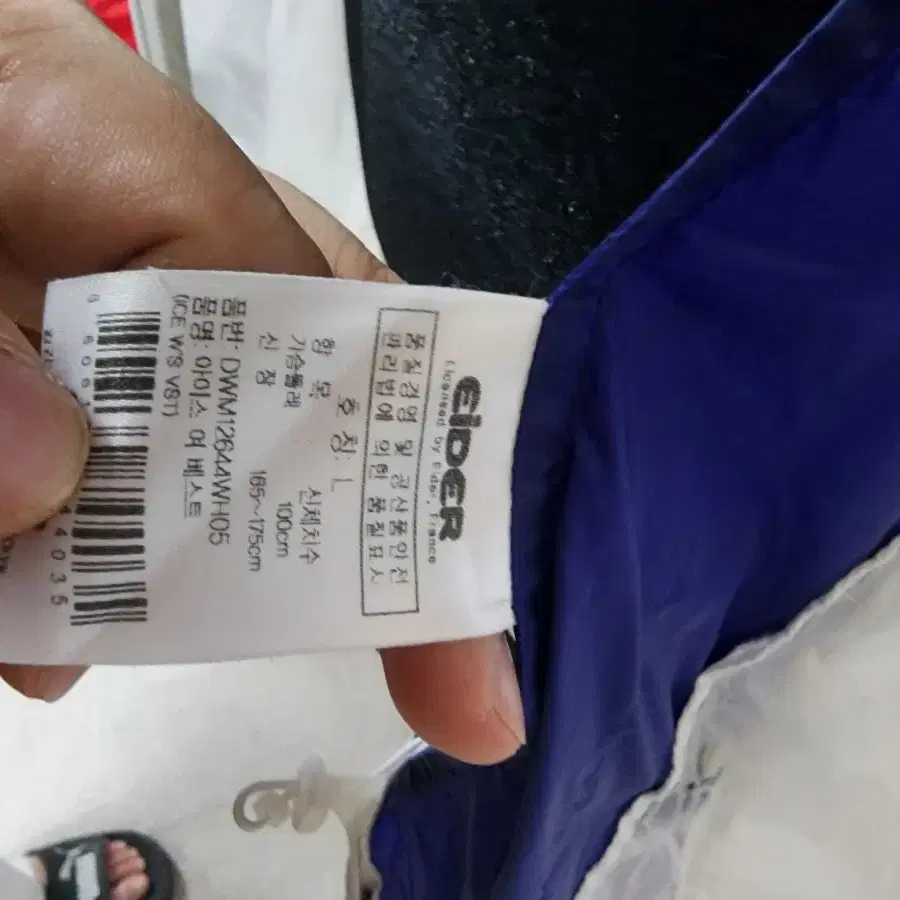 EiDER
Licensed by Eider, France
품질경영 및 공산품안전
관리법에 의한 품질표시
호칭: L
항목 신체치수
가슴둘레 100cm
신장 165~175cm
품번: DWM12644WH05
품명: 아이스 여 베스트
(ICE W'S VST)
44035